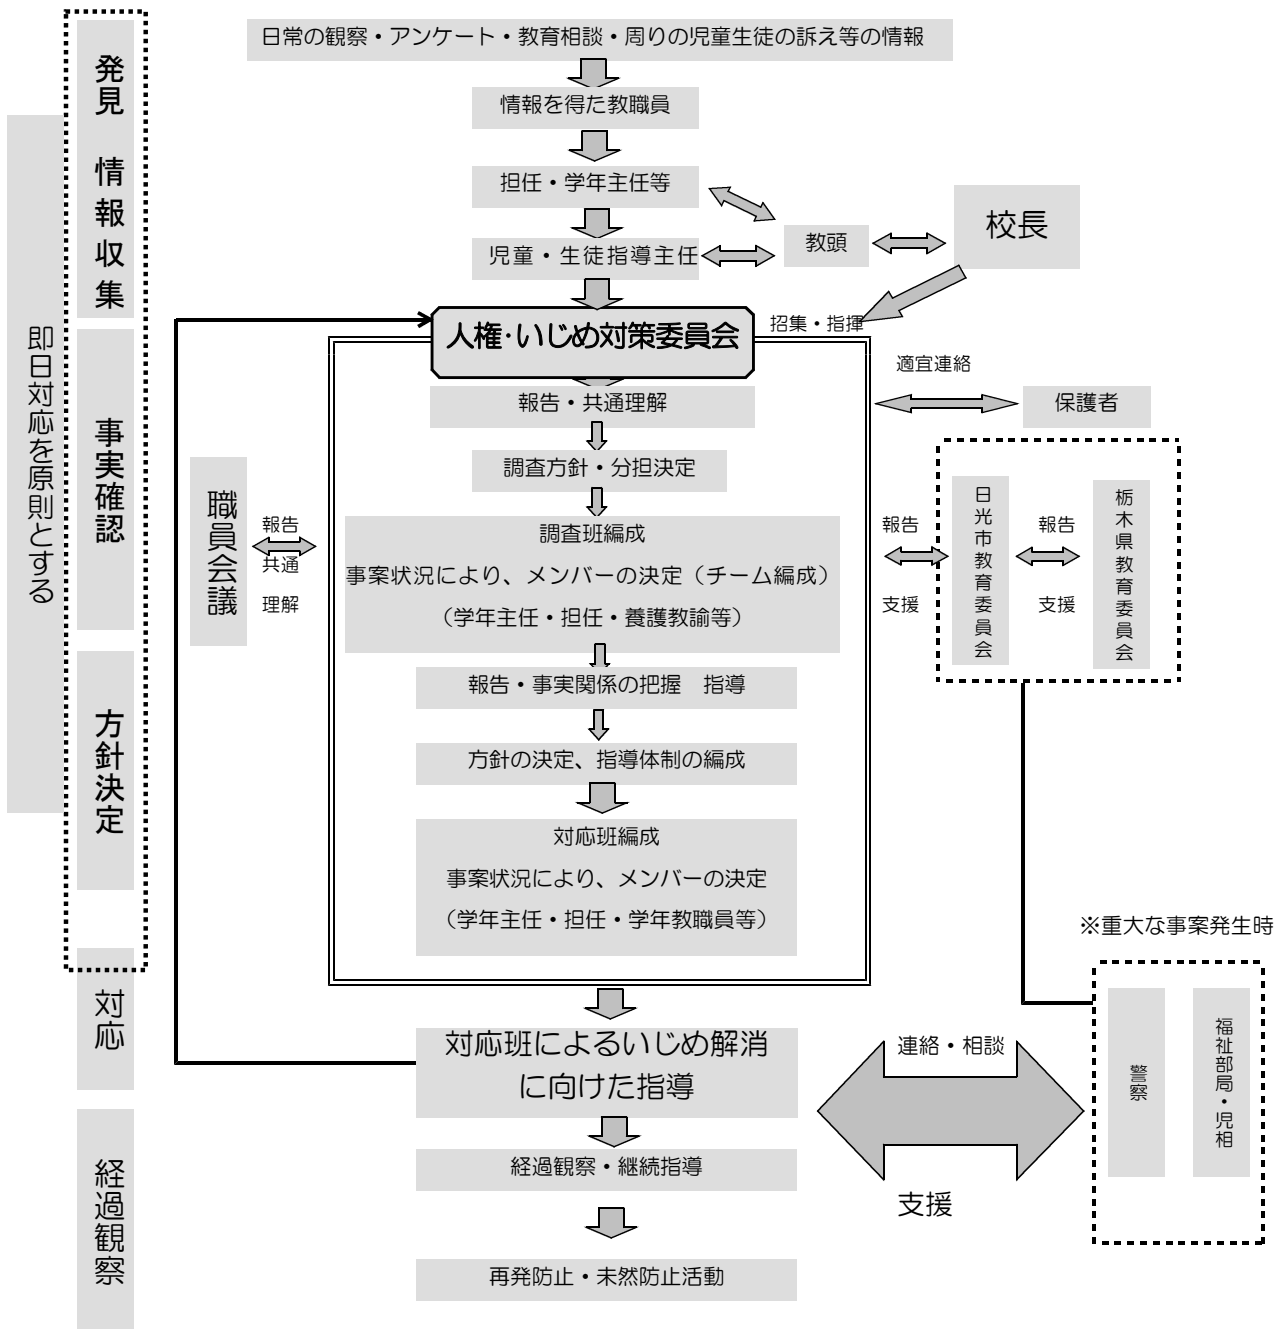 即日対応を原則とする
発見　情報収集
事実確認
方針決定
対応
経過観察
日常の観察・アンケート・教育相談・周りの児童生徒の訴え等の情報
情報を得た教職員
担任・学年主任等
児童・生徒指導主任
教頭
校長
招集・指揮
人権・いじめ対策委員会
適宜連絡
保護者
報告・共通理解
調査方針・分担決定
職員会議
報告
共通
理解
調査班編成
事案状況により、メンバーの決定（チーム編成）
（学年主任・担任・養護教諭等）
報告
支援
日光市教育委員会
報告
支援
栃木県教育委員会
報告・事実関係の把握　指導
方針の決定、指導体制の編成
対応班編成
事案状況により、メンバーの決定
（学年主任・担任・学年教職員等）
※重大な事案発生時
対応班によるいじめ解消
に向けた指導
連絡・相談
支援
警察
福祉部局・児相
経過観察・継続指導
再発防止・未然防止活動